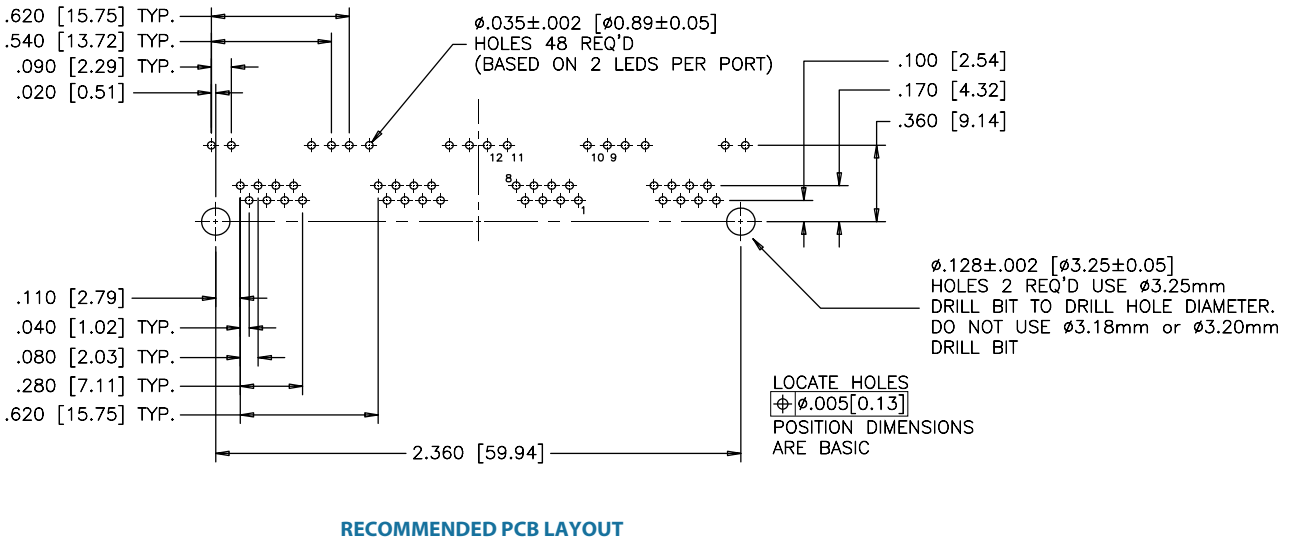 .620 [15.75] TYP.
.540 [13.72] TYP.
.090 [2.29] TYP.
.020 [0.51]
ø.035±.002 [ø0.89±0.05]
HOLES 48 REQ'D
(BASED ON 2 LEDS PER PORT)
.100 [2.54]
.170 [4.32]
.360 [9.14]
12 11
10 9
8
1
.110 [2.79]
.040 [1.02] TYP.
.080 [2.03] TYP.
.280 [7.11] TYP.
.620 [15.75] TYP.
2.360 [59.94]
ø.128±.002 [ø3.25±0.05]
HOLES 2 REQ'D USE ø3.25mm
DRILL BIT TO DRILL HOLE DIAMETER.
DO NOT USE ø3.18mm or ø3.20mm
DRILL BIT
LOCATE HOLES
⌖ ø.005[0.13]
POSITION DIMENSIONS
ARE BASIC
RECOMMENDED PCB LAYOUT